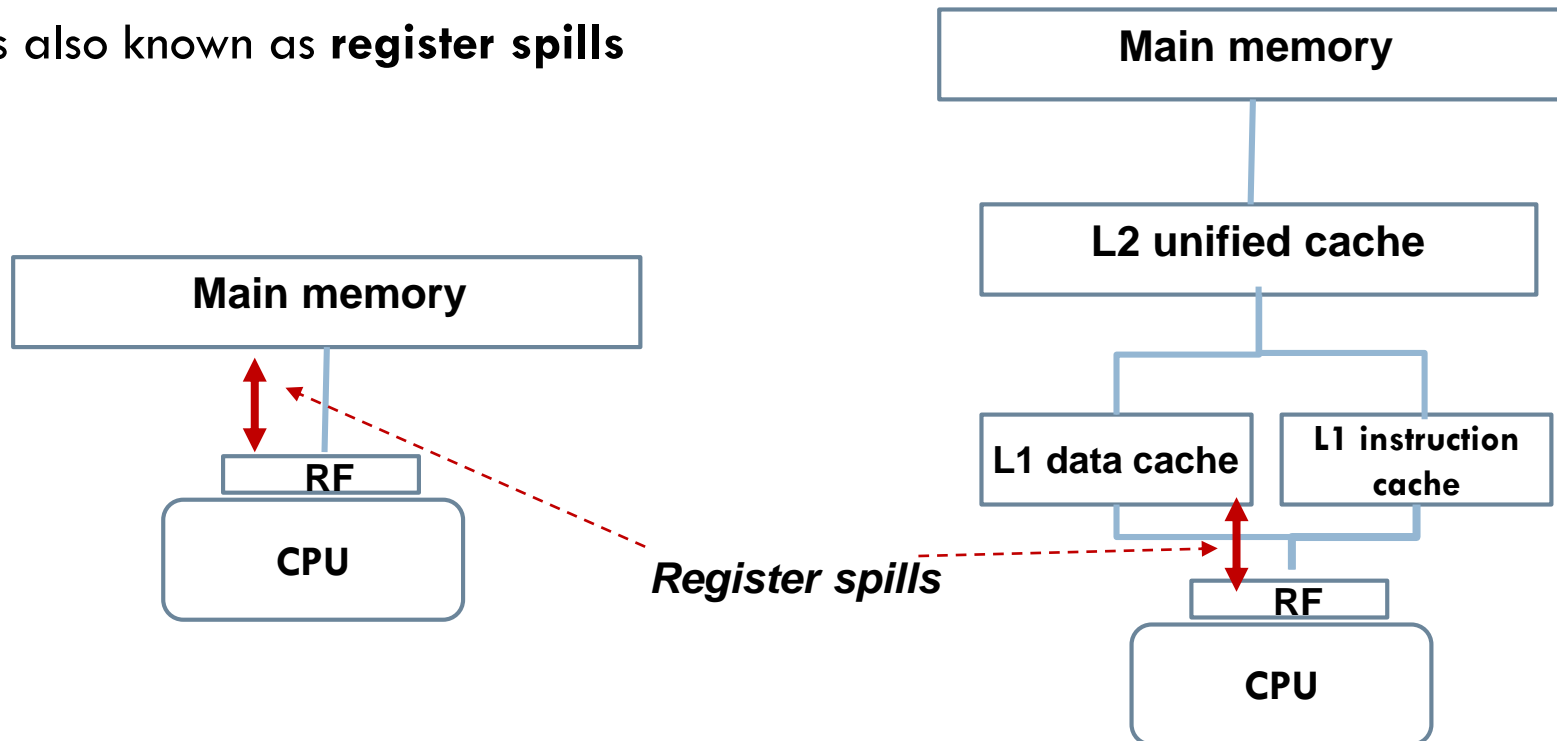 s also known as register spills
Main memory
RF
CPU
Register spills
Main memory
L2 unified cache
L1 data cache
L1 instruction
cache
RF
CPU